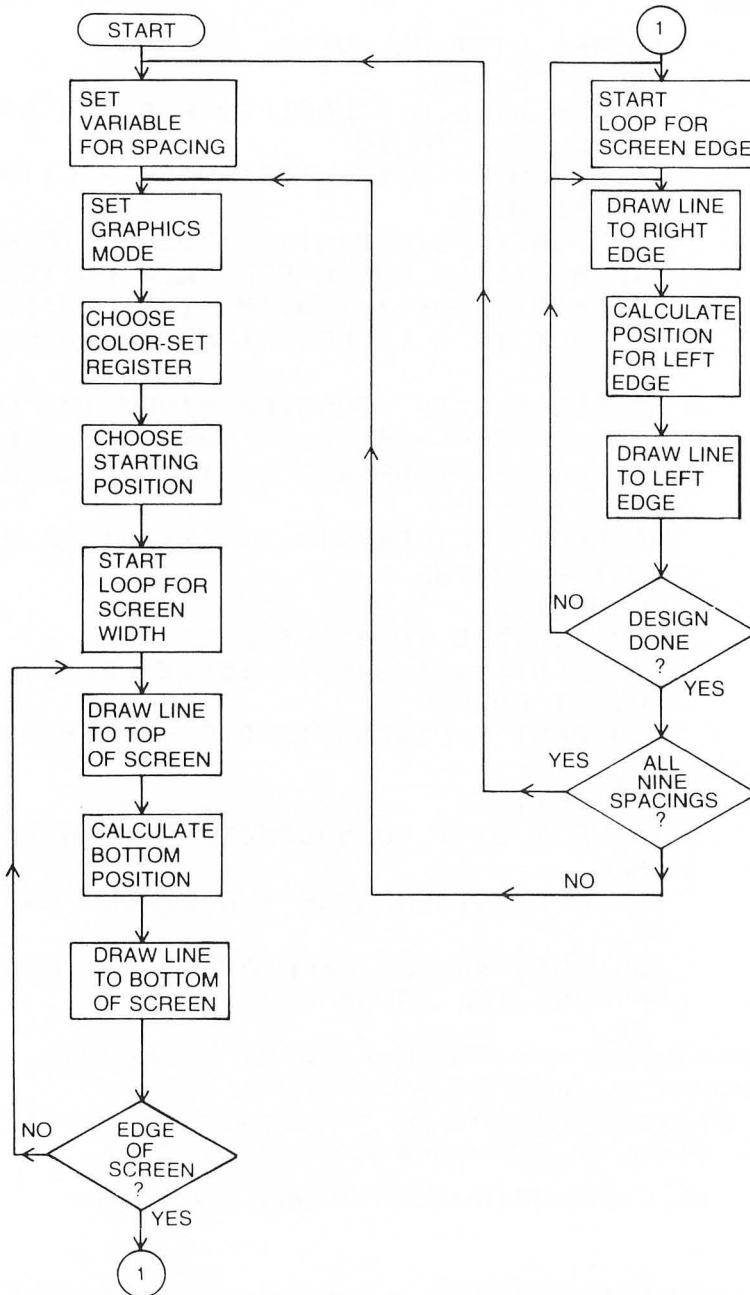 START
SET
VARIABLE
FOR SPACING
SET
GRAPHICS
MODE
CHOOSE
COLOR-SET
REGISTER
CHOOSE
STARTING
POSITION
START
LOOP FOR
SCREEN
WIDTH
DRAW LINE
TO TOP
OF SCREEN
CALCULATE
BOTTOM
POSITION
DRAW LINE
TO BOTTOM
OF SCREEN
NO
EDGE
OF
SCREEN
?
YES
1
1
START
LOOP FOR
SCREEN EDGE
DRAW LINE
TO RIGHT
EDGE
CALCULATE
POSITION
FOR LEFT
EDGE
DRAW LINE
TO LEFT
EDGE
NO
DESIGN
DONE
?
YES
YES
ALL
NINE
SPACINGS
?
NO